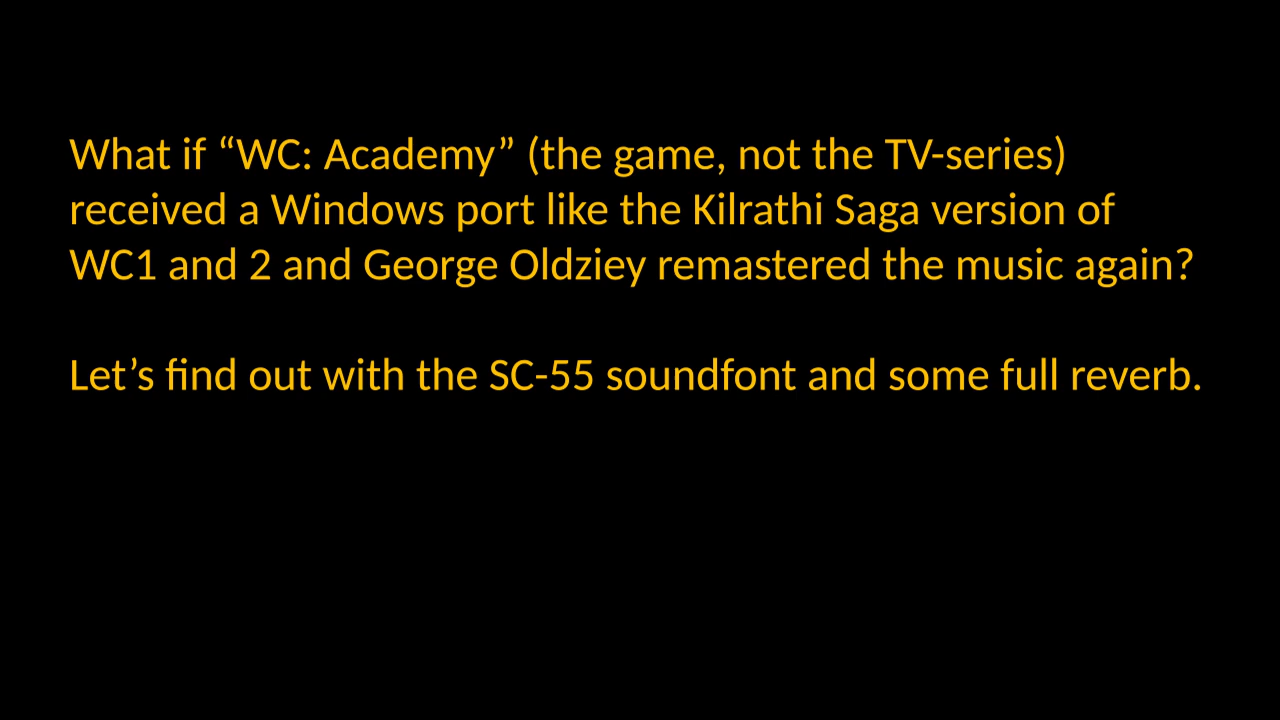 What if “WC: Academy” (the game, not the TV-series)
received a Windows port like the Kilrathi Saga version of
WC1 and 2 and George Oldziey remastered the music again?
Let’s find out with the SC-55 soundfont and some full reverb.